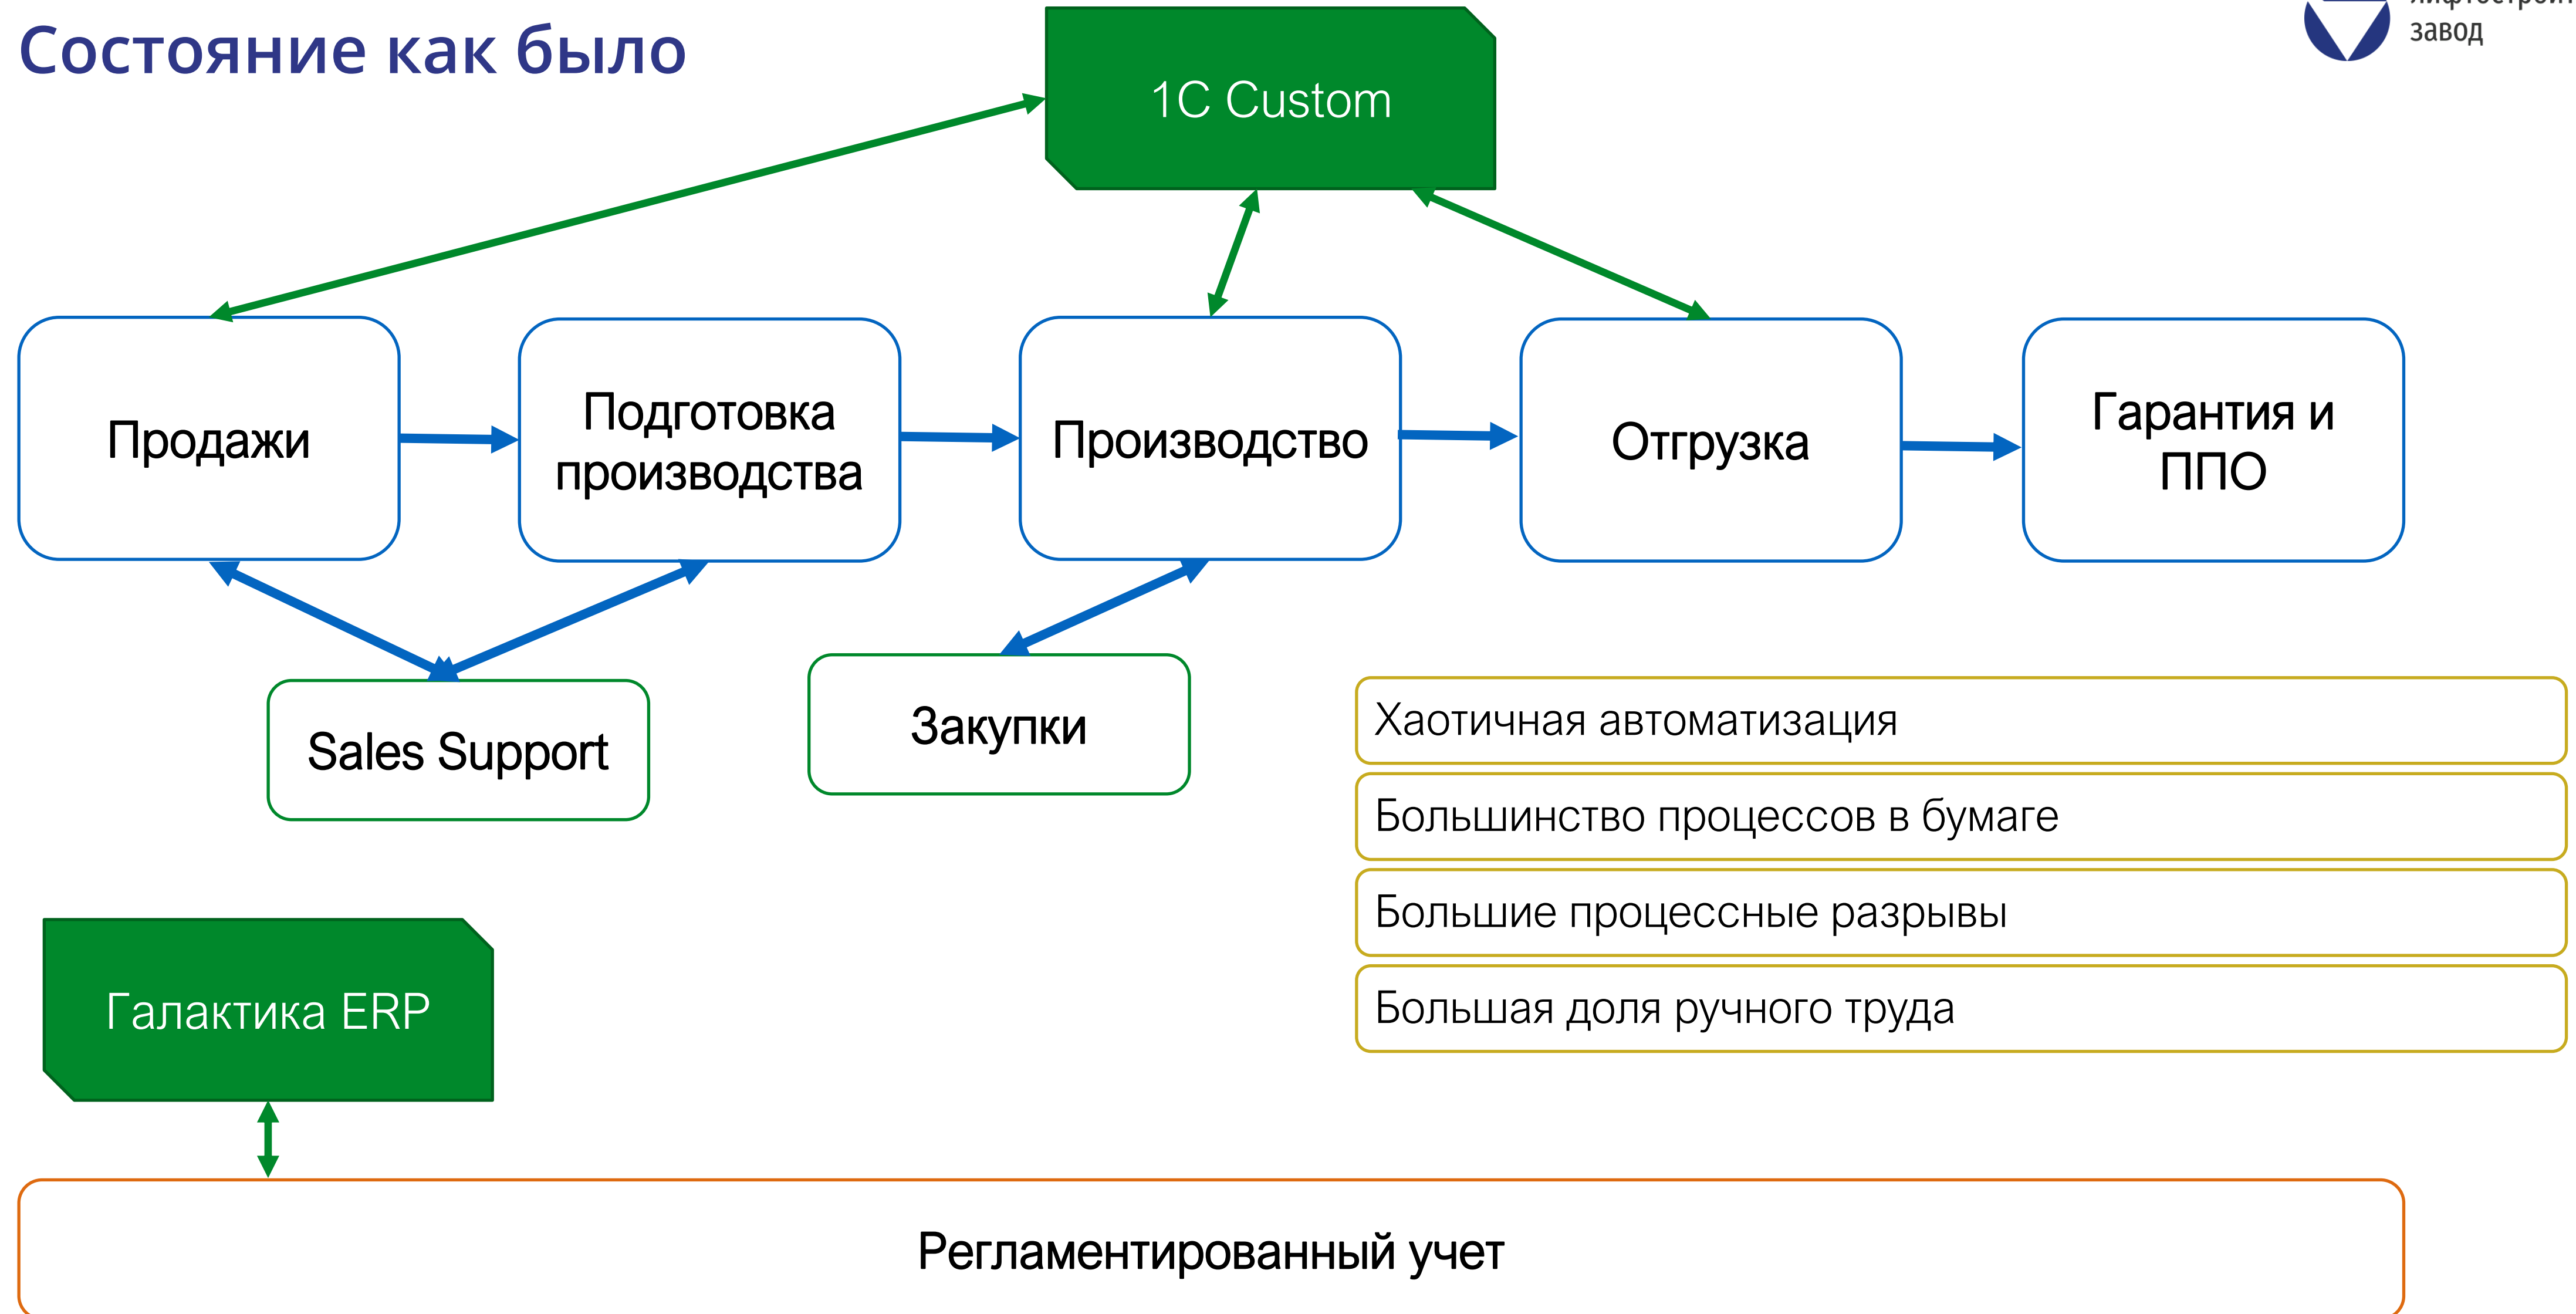 Состояние как было
завод
1С Custom
Продажи
Подготовка
производства
Производство
Отгрузка
Гарантия и
ППО
Sales Support
Закупки
Хаотичная автоматизация
Большинство процессов в бумаге
Большие процессные разрывы
Большая доля ручного труда
Галактика ERP
Регламентированный учет